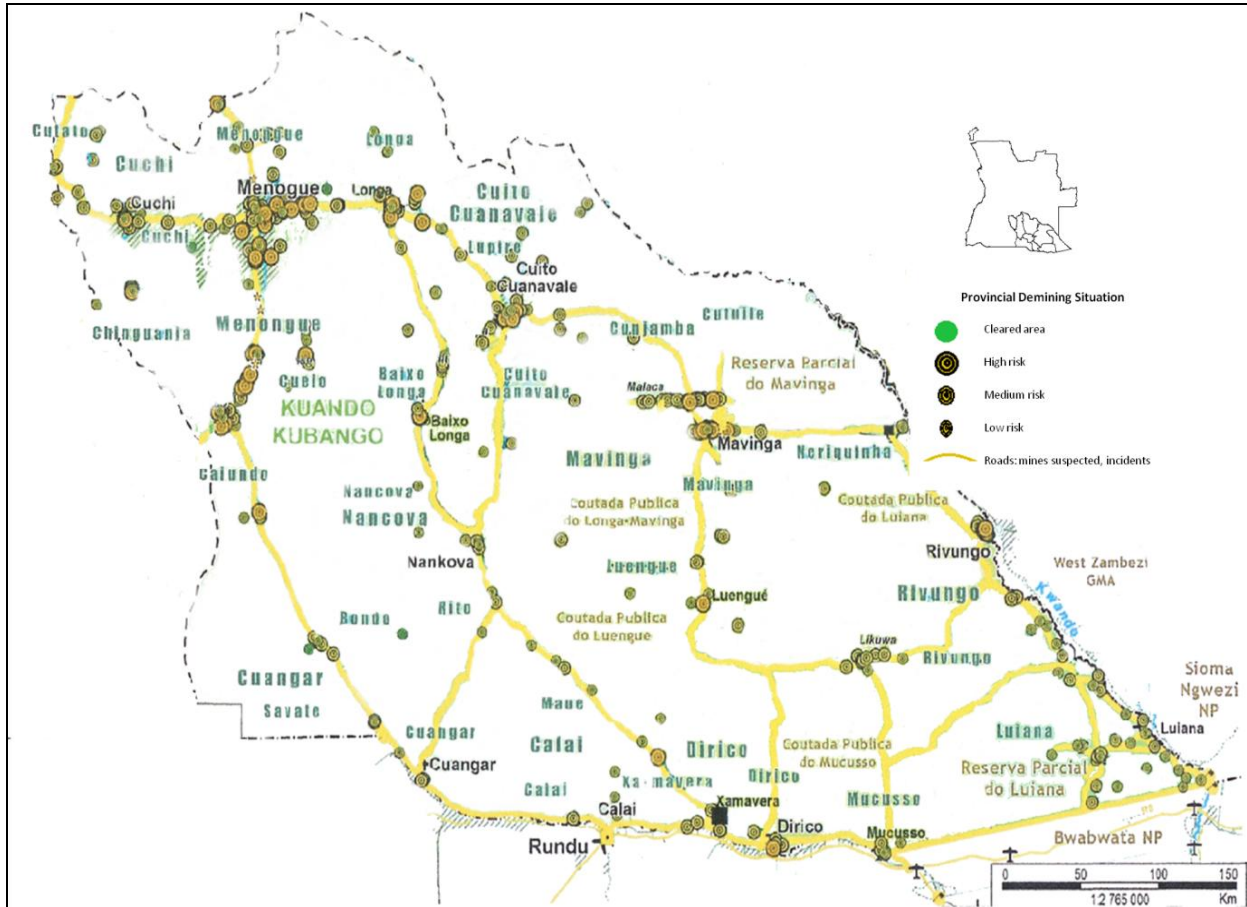 Cutato
Cuchi
Menongue
Longa
Menogue
Longa
Cuchi
Cuchi
Cuito
Cuanavale
Lupire
Cuito
Cuanavale
Chinguania
Menongue
Cunjamba
Cutuile
Reserva Parcial
do Mavinga
Cuelo
Baixo
Longa
Cuito
Cuanavale
Malaca
KUANDO
KUBANGO
Baixo
Longa
Mavinga
Mavinga
Neriquinha
Caiundo
Mavinga
Nancova
Nancova
Coutada Publica
do Longa-Mavinga
Coutada Publica
do Luiana
Nankova
Rivungo
West Zambezi
GMA
Kwando
Luengue
Luengué
Rivungo
Bondo
Rito
Coutada Publica
do Luengue
Likuwa
Rivungo
Cuangar
Savate
Maue
Sioma
Ngwezi
NP
Cuangar
Calai
Dirico
Coutada Publica
do Mucusso
Luiana
Luiana
Cuangar
Xa-mavera
Dirico
Reserva Parcial
do Luiana
Calai
Calai
Xamavera
Mucusso
Rundu
Dirico
Mucusso
Bwabwata NP
Provincial Demining Situation
Cleared area
High risk
Medium risk
Low risk
Roads: mines suspected, incidents
0 50 100 150
1:2 765 000 Km